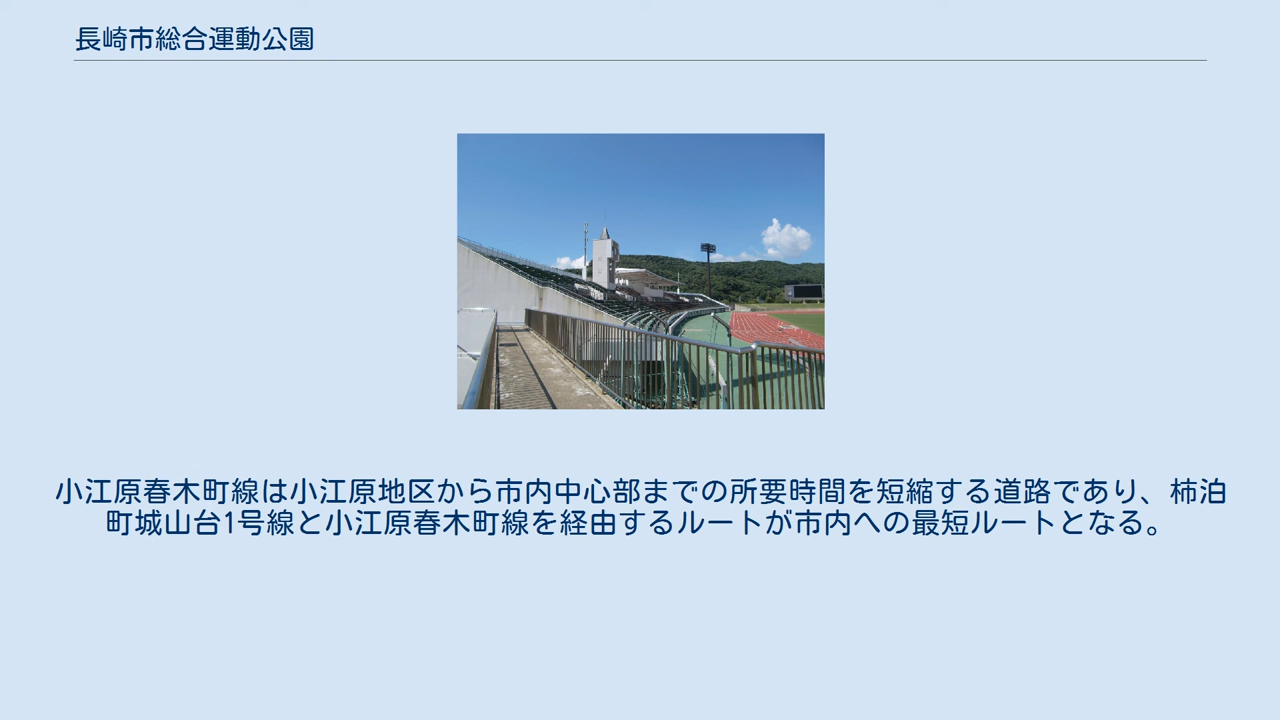 長崎市総合運動公園
小江原春木町線は小江原地区から市内中心部までの所要時間を短縮する道路であり、柿泊
町城山台1号線と小江原春木町線を経由するルートが市内への最短ルートとなる。